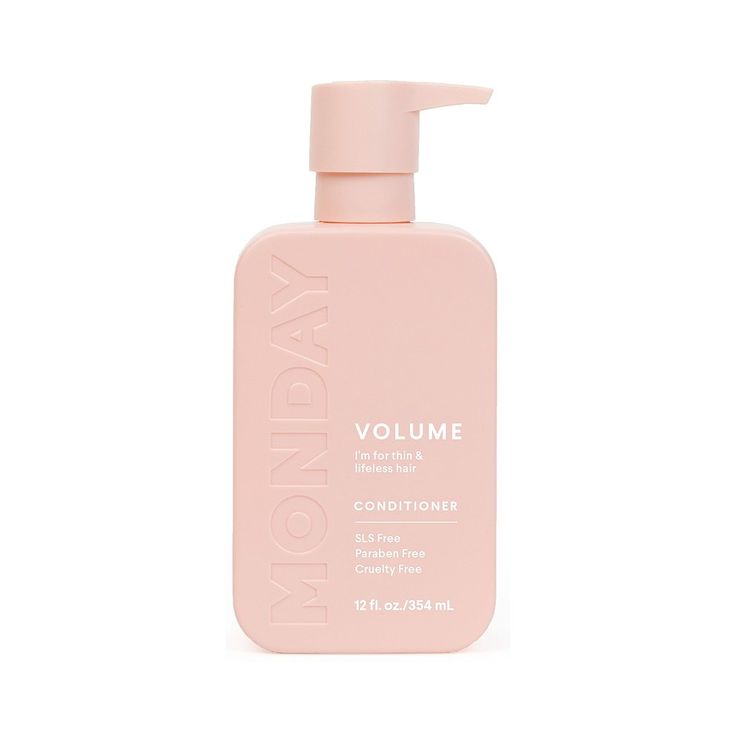 MONDAY
VOLUME
I'm for thin &
lifeless hair
CONDITIONER
SLS Free
Paraben Free
Cruelty Free
12 fl. oz./354 mL